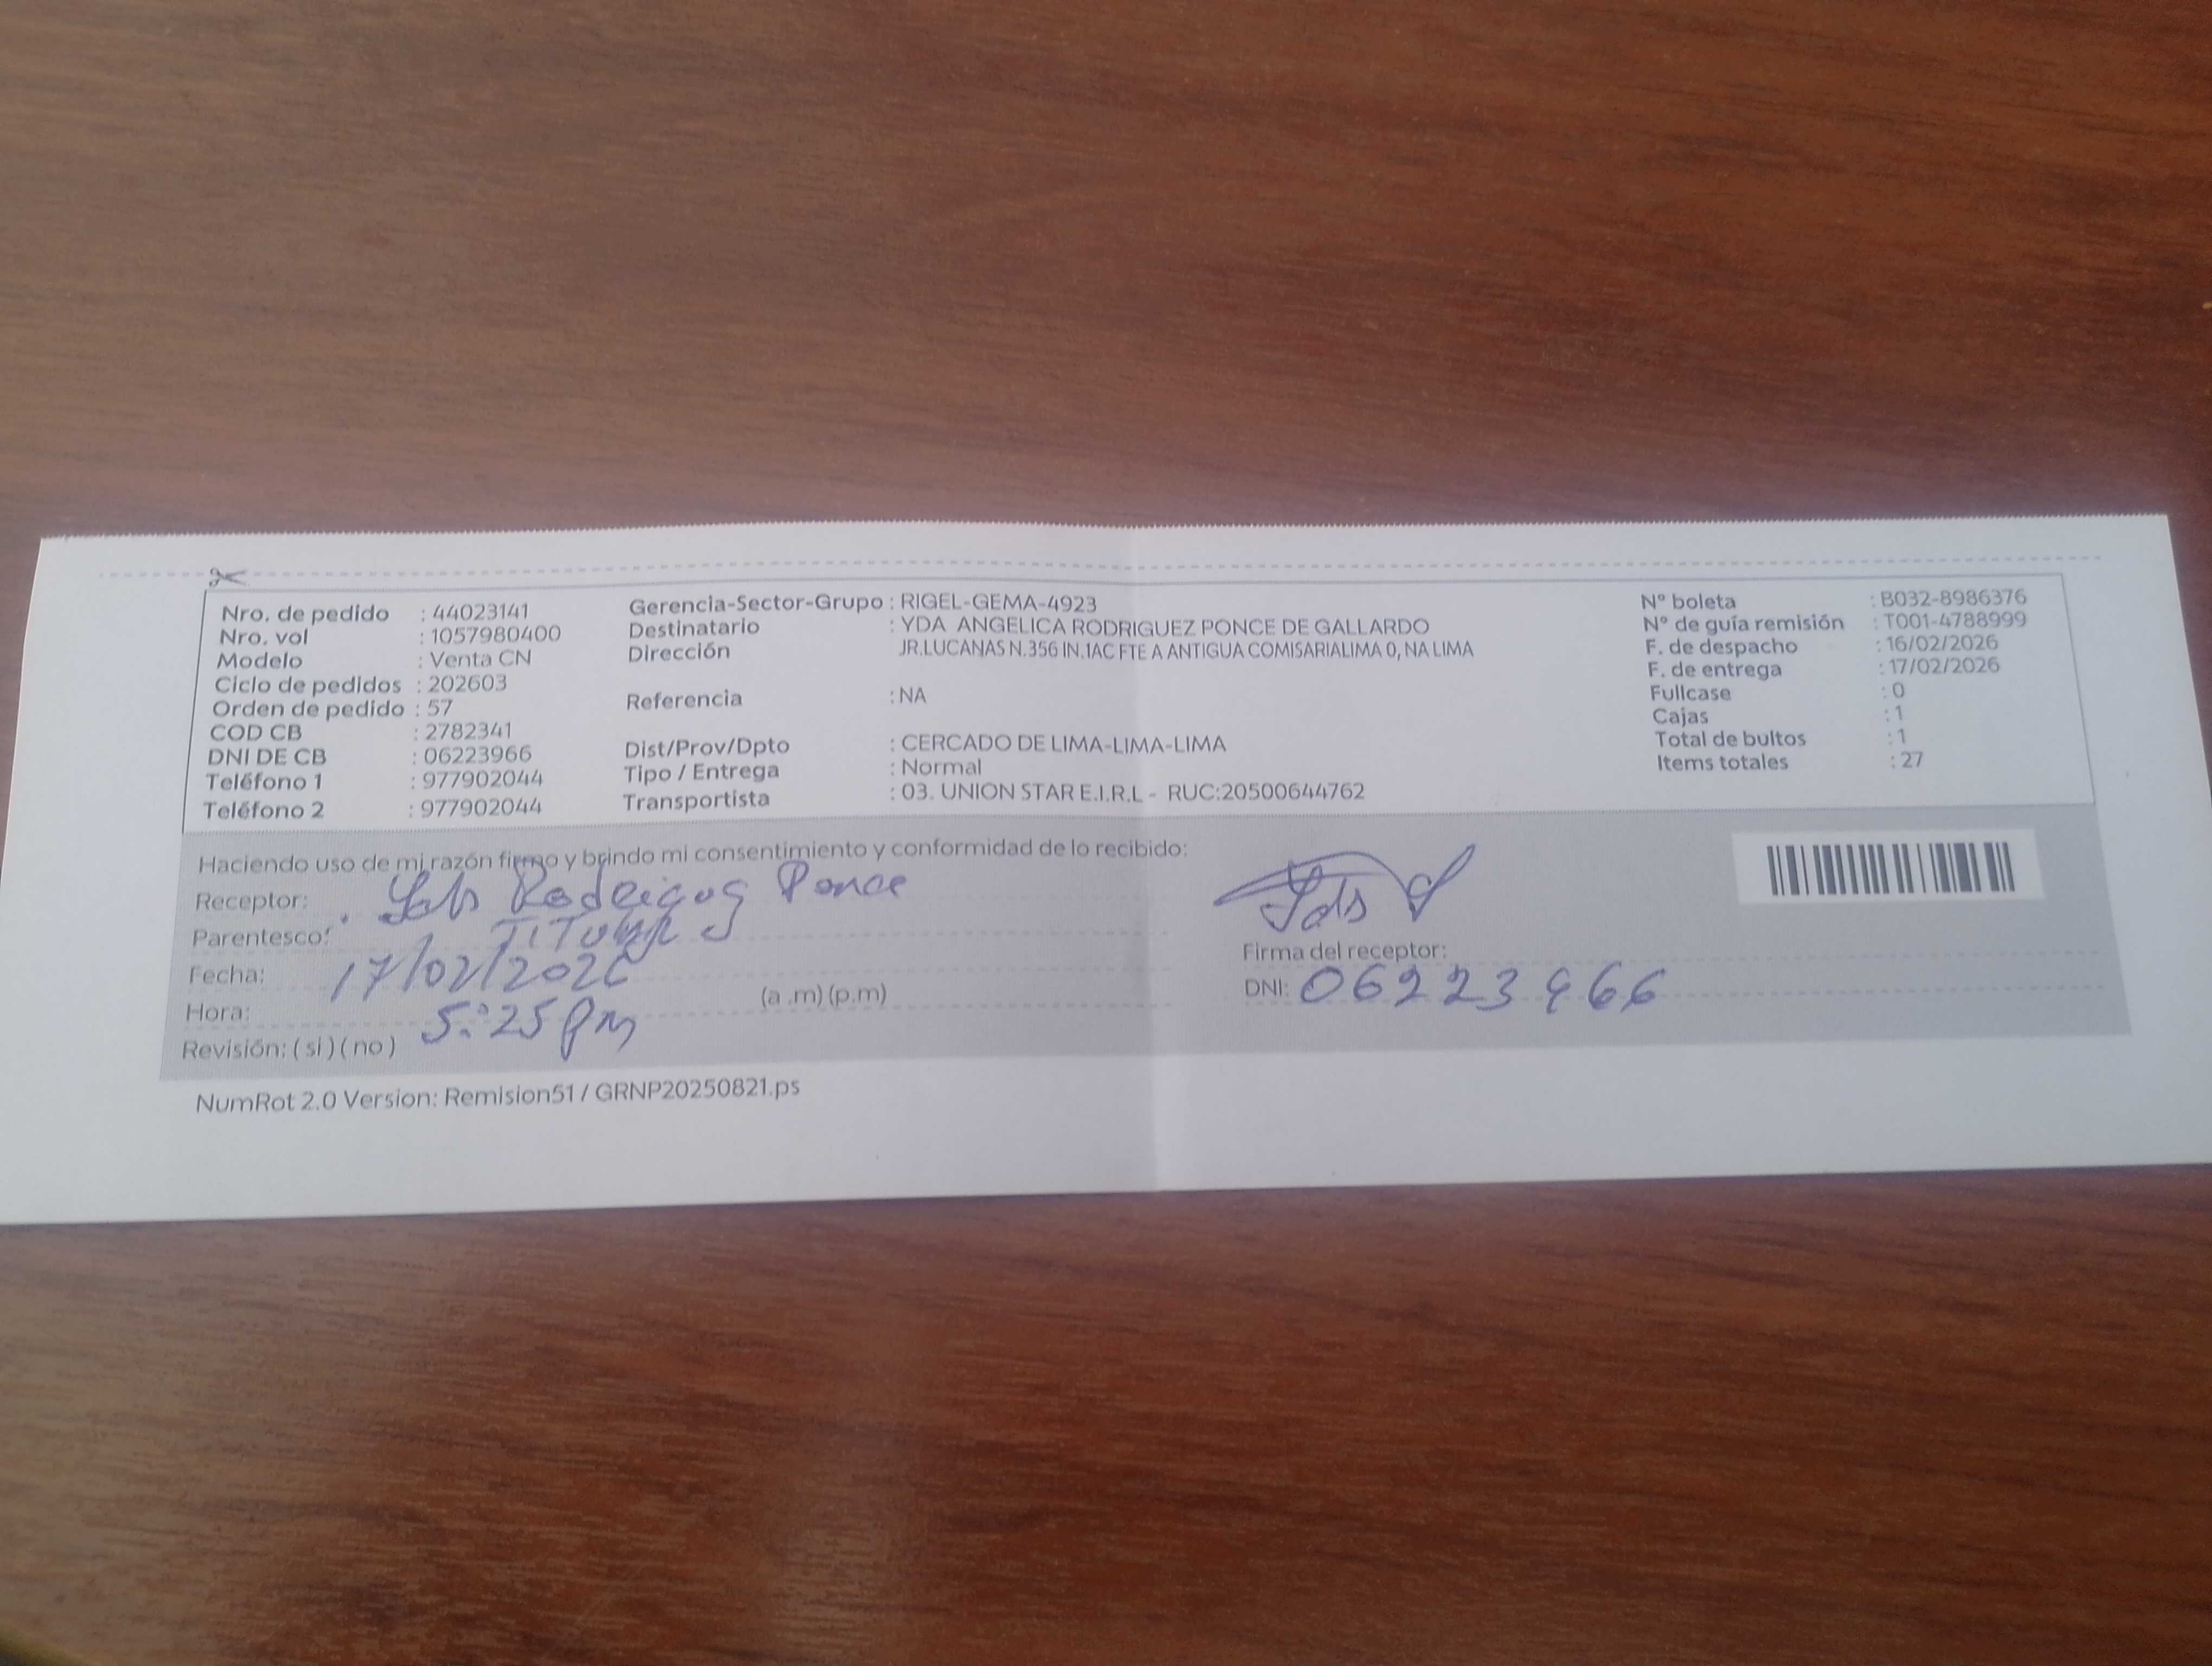 Nro. de pedido : 44023141
Nro. vol : 1057980400
Modelo : Venta CN
Ciclo de pedidos : 202603
Orden de pedido : 57
COD CB : 2782341
DNI DE CB : 06223966
Teléfono 1 : 977902044
Teléfono 2 : 977902044
Gerencia-Sector-Grupo : RIGEL-GEMA-4923
Destinatario : YDA ANGELICA RODRIGUEZ PONCE DE GALLARDO
Dirección JR.LUCANAS N.356 IN.1AC FTE A ANTIGUA COMISARIALIMA 0, NA LIMA
Referencia : NA
Dist/Prov/Dpto : CERCADO DE LIMA-LIMA-LIMA
Tipo / Entrega : Normal
Transportista : 03. UNION STAR E.I.R.L - RUC:20500644762
N° boleta : B032-8986376
N° de guía remisión : T001-4788999
F. de despacho : 16/02/2026
F. de entrega : 17/02/2026
Fullcase : 0
Cajas : 1
Total de bultos : 1
Items totales : 27
Haciendo uso de mi razón firmo y brindo mi consentimiento y conformidad de lo recibido:
Receptor: Ponce
Parentesco: TITULAR
Fecha: 17/02/2026
Hora: 5:25 pm (a .m) (p.m)
Revisión: ( si ) ( no )
Firma del receptor:
DNI: 06223966
NumRot 2.0 Version: Remision51 / GRNP20250821.ps